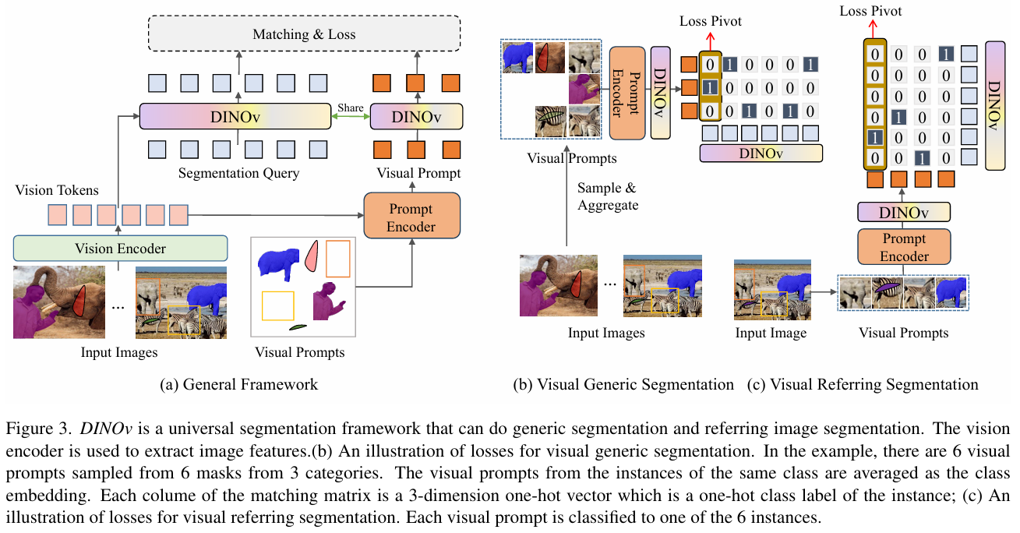 Matching & Loss
DINOv
Share
DINOv
Segmentation Query
Visual Prompt
Vision Tokens
Prompt
Encoder
Vision Encoder
...
Input Images
Visual Prompts
(a) General Framework
Loss Pivot
Prompt
Encoder
DINOv
0 1 0 0 0 1
1 0 0 0 0 0
0 0 1 0 1 0
DINOv
Visual Prompts
Sample &
Aggregate
...
Input Images
(b) Visual Generic Segmentation
Loss Pivot
0 0 0 1
0 0 0 0
0 0 0 0
0 1 0 0
1 0 0 0
0 0 1 0
DINOv
DINOv
Prompt
Encoder
Input Image
Visual Prompts
(c) Visual Referring Segmentation
Figure 3. DINOv is a universal segmentation framework that can do generic segmentation and referring image segmentation. The vision
encoder is used to extract image features.(b) An illustration of losses for visual generic segmentation. In the example, there are 6 visual
prompts sampled from 6 masks from 3 categories. The visual prompts from the instances of the same class are averaged as the class
embedding. Each colume of the matching matrix is a 3-dimension one-hot vector which is a one-hot class label of the instance; (c) An
illustration of losses for visual referring segmentation. Each visual prompt is classified to one of the 6 instances.